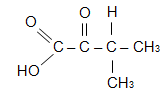 O O H
C – C – C – CH₃
HO CH₃